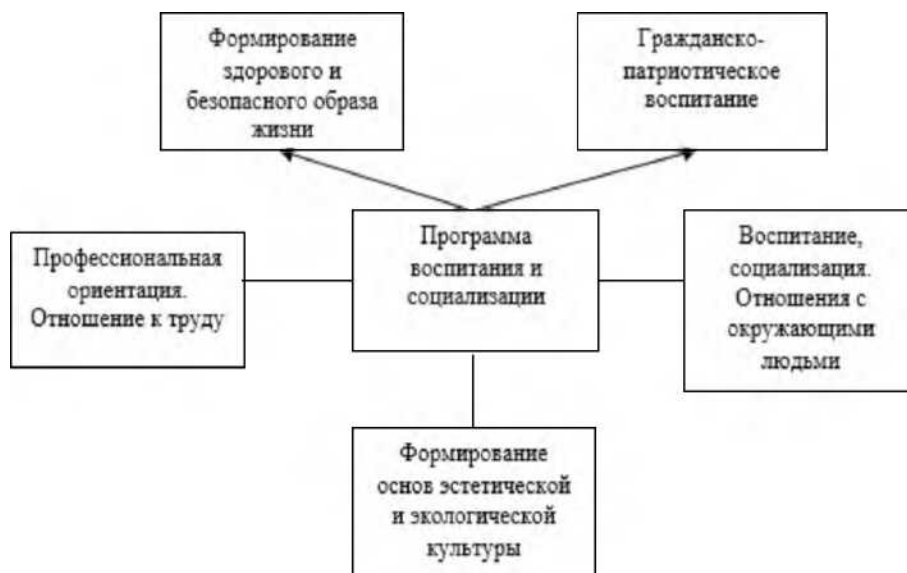 Формирование
здорового и
безопасного образа
жизни
Гражданско-
патриотическое
воспитание
Профессиональная
ориентация.
Отношение к труду
Программа
воспитания и
социализации
Воспитание,
социализация.
Отношения с
окружающими
людьми
Формирование
основ эстетической
и экологической
культуры